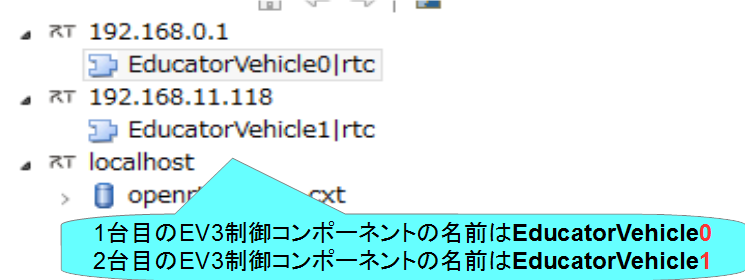 RT 192.168.0.1
EducatorVehicle0|rtc
RT 192.168.11.118
EducatorVehicle1|rtc
RT localhost
1台目のEV3制御コンポーネントの名前はEducatorVehicle0
2台目のEV3制御コンポーネントの名前はEducatorVehicle1